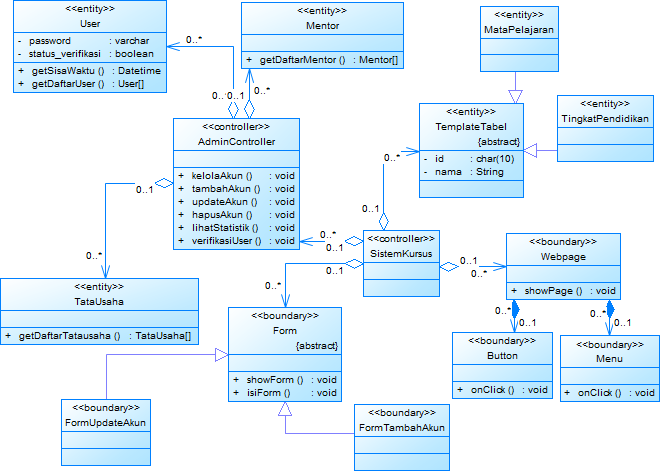 <<entity>>
User
- password : varchar
- status_verifikasi : boolean
+ getSisaWaktu () : Datetime
+ getDaftarUser () : User[]
<<entity>>
Mentor
+ getDaftarMentor () : Mentor[]
<<entity>>
MataPelajaran
<<entity>>
TingkatPendidikan
<<entity>>
TemplateTabel
{abstract}
- id : char(10)
- nama : String
0..*
0..1
0..1
0..*
<<controller>>
AdminController
+ kelolaAkun () : void
+ tambahAkun () : void
+ updateAkun () : void
+ hapusAkun () : void
+ lihatStatistik () : void
+ verifikasiUser () : void
0..1
0..*
0..*
0..1
0..*
0..1
<<controller>>
SistemKursus
0..1
0..*
0..1
0..*
<<boundary>>
Webpage
+ showPage () : void
0..*
0..1
0..*
0..1
<<entity>>
TataUsaha
+ getDaftarTatausaha () : TataUsaha[]
<<boundary>>
Form
{abstract}
+ showForm () : void
+ isiForm () : void
<<boundary>>
Button
+ onClick () : void
<<boundary>>
Menu
+ onClick () : void
<<boundary>>
FormUpdateAkun
<<boundary>>
FormTambahAkun